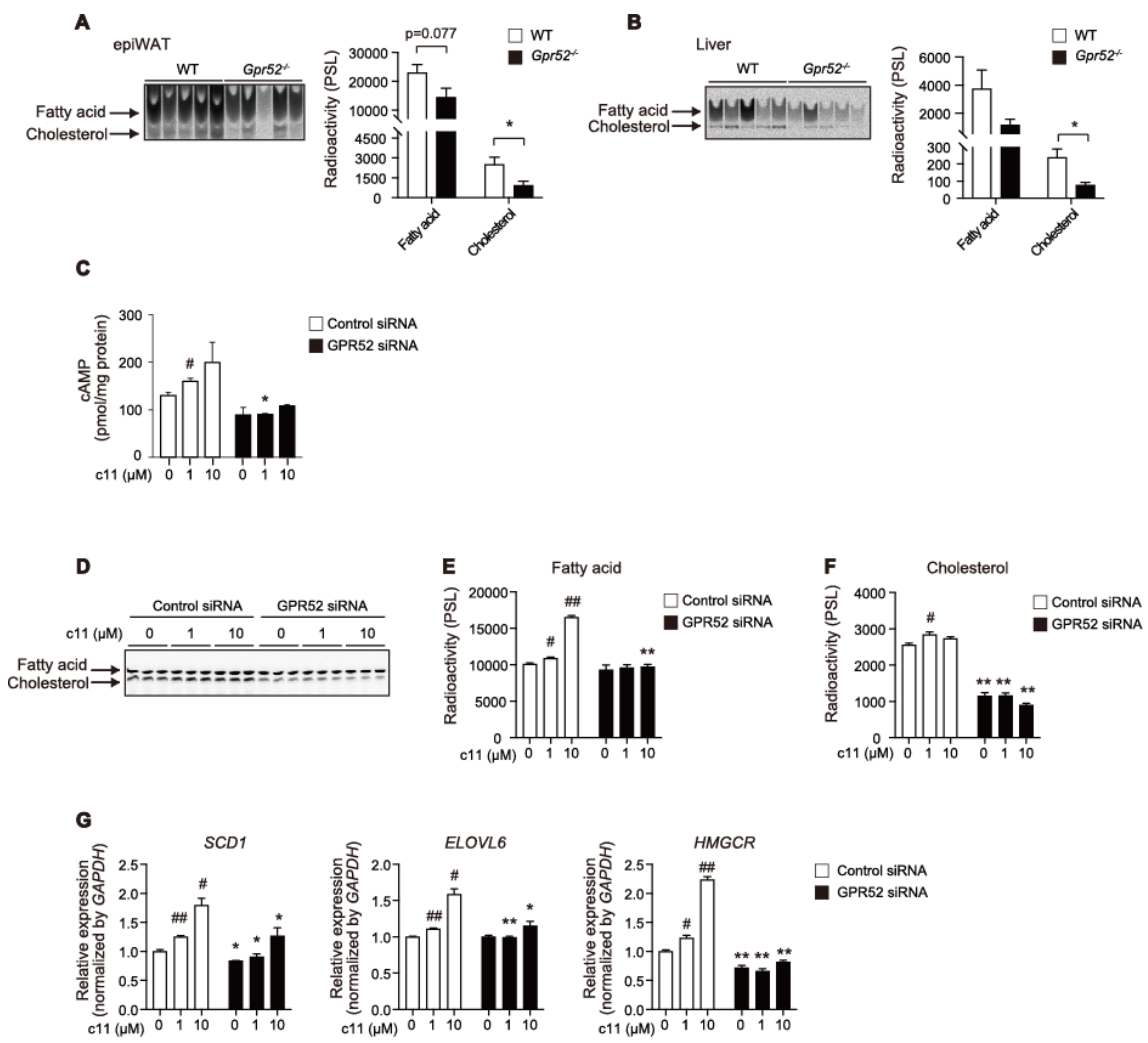 A
epiWAT
WT Gpr52-/-
Fatty acid
Cholesterol
Radioactivity (PSL)
30000
20000
10000
4500
3000
1500
0
p=0.077
*
Fatty acid
Cholesterol
WT
Gpr52-/-
B
Liver
WT Gpr52-/-
Fatty acid
Cholesterol
Radioactivity (PSL)
6000
4000
2000
300
200
100
0
*
Fatty acid
Cholesterol
WT
Gpr52-/-
C
cAMP
(pmol/mg protein)
300
200
100
0
#
*
c11 (µM) 0 1 10 0 1 10
Control siRNA
GPR52 siRNA
D
Control siRNA GPR52 siRNA
c11 (µM) 0 1 10 0 1 10
Fatty acid
Cholesterol
E
Fatty acid
Radioactivity (PSL)
20000
15000
10000
5000
0
# ## **
c11 (µM) 0 1 10 0 1 10
Control siRNA
GPR52 siRNA
F
Cholesterol
Radioactivity (PSL)
4000
3000
2000
1000
0
# ** ** **
c11 (µM) 0 1 10 0 1 10
Control siRNA
GPR52 siRNA
G
SCD1
Relative expression
(normalized by GAPDH)
2.5
2.0
1.5
1.0
0.5
0.0
## # * * *
c11 (µM) 0 1 10 0 1 10
ELOVL6
Relative expression
(normalized by GAPDH)
2.0
1.5
1.0
0.5
0.0
## # ** *
c11 (µM) 0 1 10 0 1 10
HMGCR
Relative expression
(normalized by GAPDH)
2.5
2.0
1.5
1.0
0.5
0.0
# ## ** ** **
c11 (µM) 0 1 10 0 1 10
Control siRNA
GPR52 siRNA